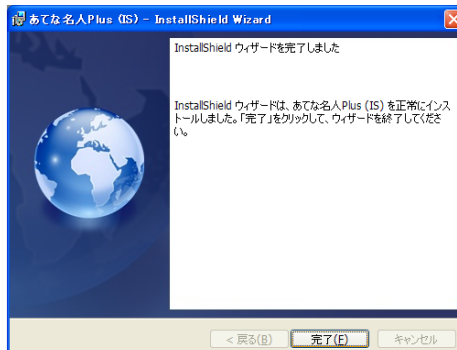 あてな名人Plus (IS) - InstallShield Wizard
InstallShield ウィザードを完了しました
InstallShield ウィザードは、あてな名人Plus (IS) を正常にインス
トールしました。「完了」をクリックして、ウィザードを終了してくださ
い。
< 戻る(B)
完了(F)
キャンセル